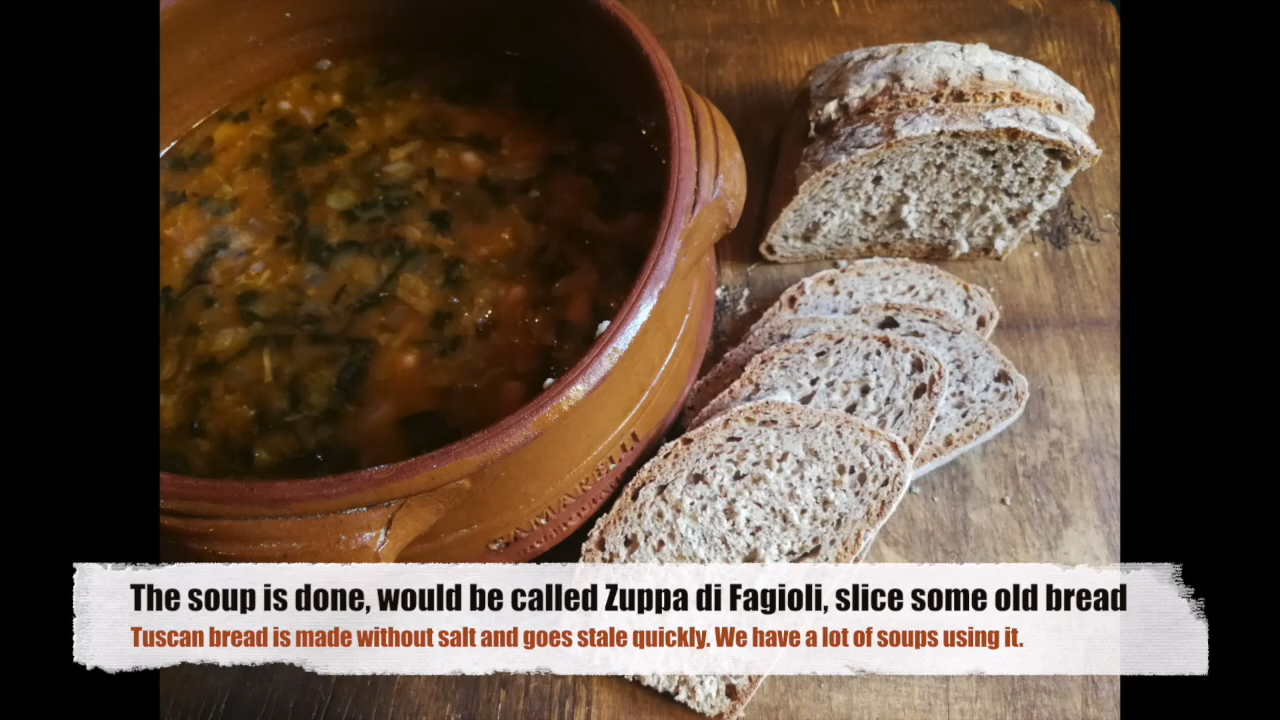 SAMARELLI
The soup is done, would be called Zuppa di Fagioli, slice some old bread
Tuscan bread is made without salt and goes stale quickly. We have a lot of soups using it.